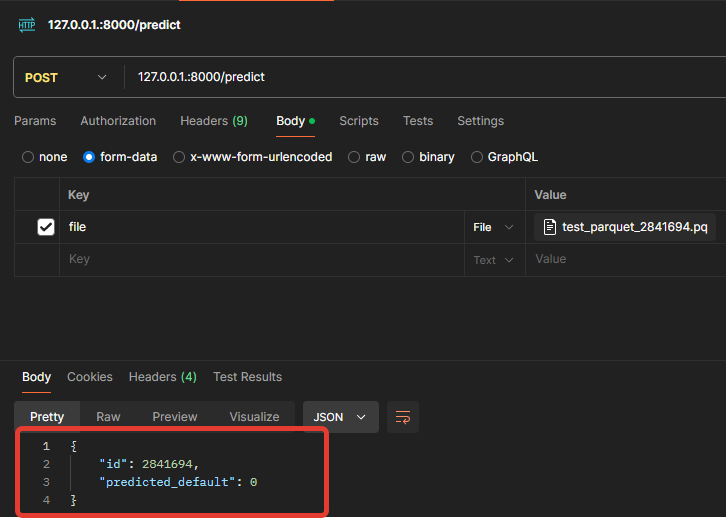 HTTP 127.0.0.1.:8000/predict
POST 127.0.0.1.:8000/predict
Params Authorization Headers (9) Body Scripts Tests Settings
none form-data x-www-form-urlencoded raw binary GraphQL
Key Value
file File test_parquet_2841694.pq
Key Text Value
Body Cookies Headers (4) Test Results
Pretty Raw Preview Visualize JSON
1 {
2 "id": 2841694,
3 "predicted_default": 0
4 }